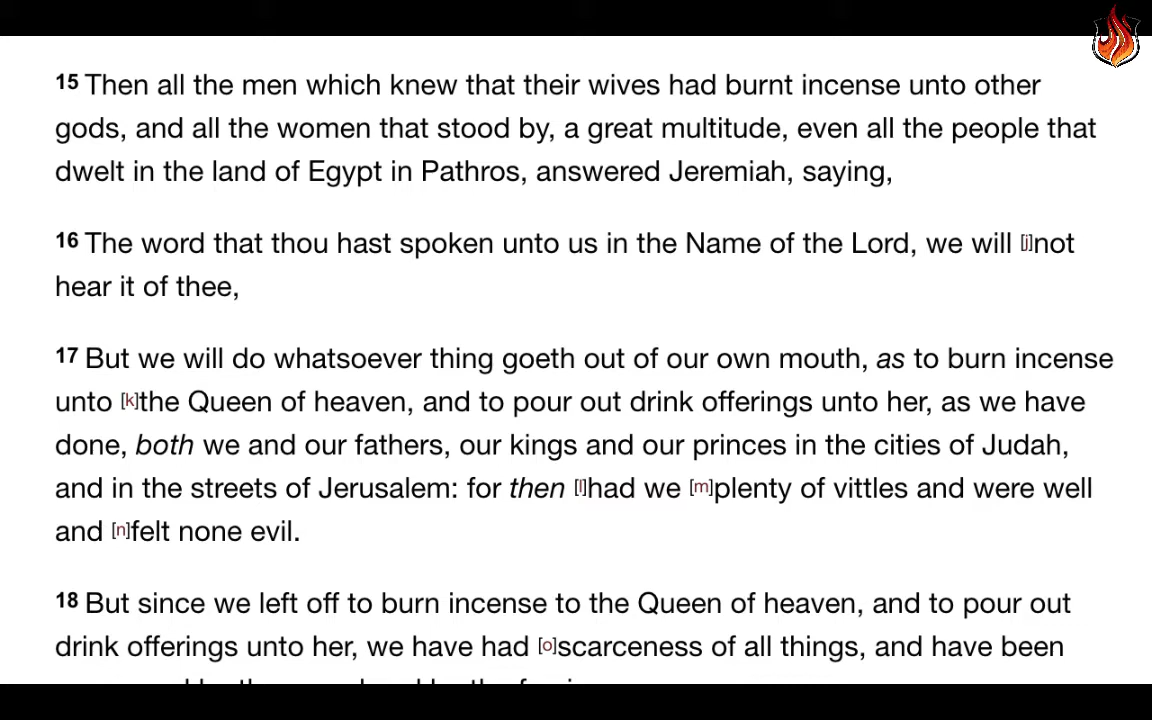 15 Then all the men which knew that their wives had burnt incense unto other
gods, and all the women that stood by, a great multitude, even all the people that
dwelt in the land of Egypt in Pathros, answered Jeremiah, saying,
16 The word that thou hast spoken unto us in the Name of the Lord, we will [j]not
hear it of thee,
17 But we will do whatsoever thing goeth out of our own mouth, as to burn incense
unto [k]the Queen of heaven, and to pour out drink offerings unto her, as we have
done, both we and our fathers, our kings and our princes in the cities of Judah,
and in the streets of Jerusalem: for then [l]had we [m]plenty of vittles and were well
and [n]felt none evil.
18 But since we left off to burn incense to the Queen of heaven, and to pour out
drink offerings unto her, we have had [o]scarceness of all things, and have been